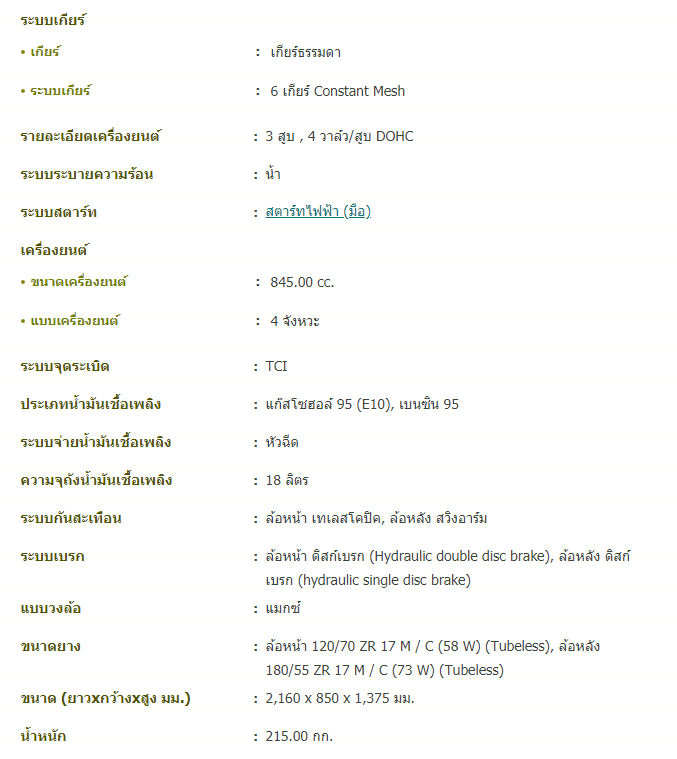 ระบบเกียร์
• เกียร์ : เกียร์ธรรมดา
• ระบบเกียร์ : 6 เกียร์ Constant Mesh
รายละเอียดเครื่องยนต์ : 3 สูบ , 4 วาล์ว/สูบ DOHC
ระบบระบายความร้อน : น้ำ
ระบบสตาร์ท : สตาร์ทไฟฟ้า (มือ)
เครื่องยนต์
• ขนาดเครื่องยนต์ : 845.00 cc.
• แบบเครื่องยนต์ : 4 จังหวะ
ระบบจุดระเบิด : TCI
ประเภทน้ำมันเชื้อเพลิง : แก๊สโซฮอล์ 95 (E10), เบนซิน 95
ระบบจ่ายน้ำมันเชื้อเพลิง : หัวฉีด
ความจุถังน้ำมันเชื้อเพลิง : 18 ลิตร
ระบบกันสะเทือน : ล้อหน้า เทเลสโคปิค, ล้อหลัง สวิงอาร์ม
ระบบเบรก : ล้อหน้า ดิสก์เบรก (Hydraulic double disc brake), ล้อหลัง ดิสก์
เบรก (hydraulic single disc brake)
แบบวงล้อ : แมกซ์
ขนาดยาง : ล้อหน้า 120/70 ZR 17 M / C (58 W) (Tubeless), ล้อหลัง
180/55 ZR 17 M / C (73 W) (Tubeless)
ขนาด (ยาวxกว้างxสูง มม.) : 2,160 x 850 x 1,375 มม.
น้ำหนัก : 215.00 กก.